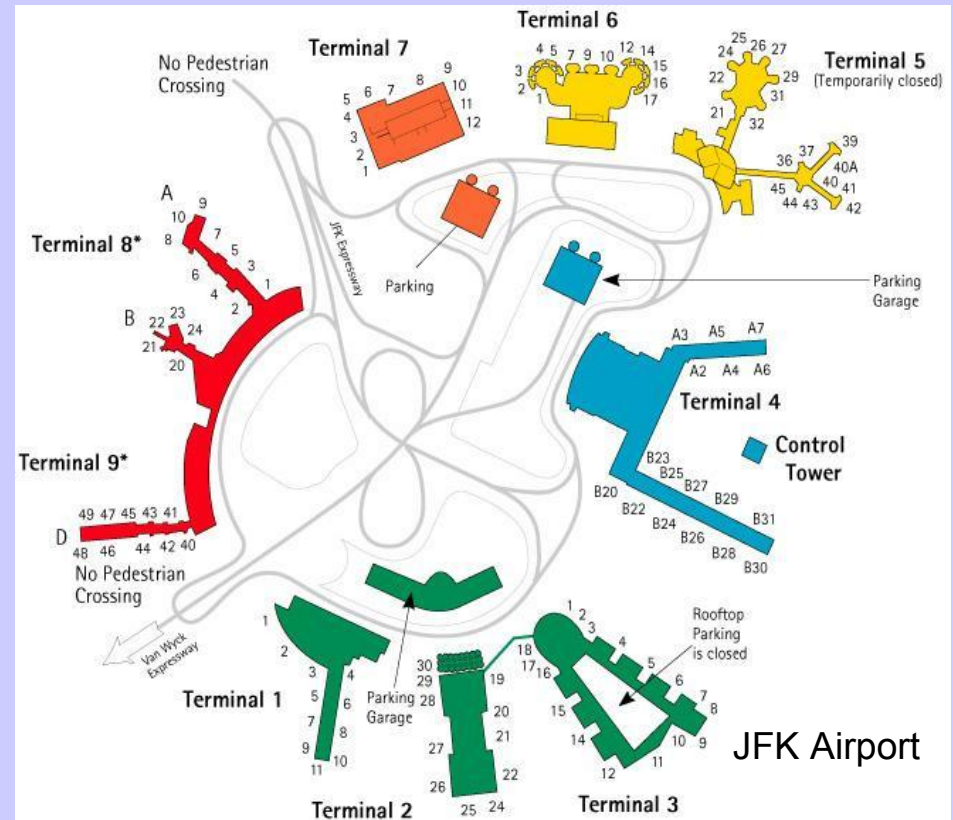 Terminal 6
Terminal 7
No Pedestrian
Crossing
4 5 7 9 10 12 14
3 15
2 16
1 17
25 26 27
24
22 29
31
21 32
Terminal 5
(Temporarily closed)
39
37
36 40A
45 40 41
44 43 42
9
8 10
5 6 7 11
4 12
3
2
1
A
10 9
8 7
5
6 3
4 1
2
Terminal 8*
JFK Expressway
Parking
Parking
Garage
B
23
22 24
21
20
A3 A5 A7
A2 A4 A6
Terminal 4
Control
Tower
Terminal 9*
B23
B25
B20 B27
B22 B29
B24 B31
B26
B28
B30
49 47 45 43 41
D
48 46 44 42 40
No Pedestrian
Crossing
Van Wyck
Expressway
1
2
3 4
5 6
7 8
9 10
11
Terminal 1
Parking
Garage
30
29 19
28 20
21
27 22
26
25 24
Terminal 2
1
2
18 3
17 4
16 5
6
15 7
14 8
10 9
12 11
Rooftop
Parking
is closed
Terminal 3
JFK Airport